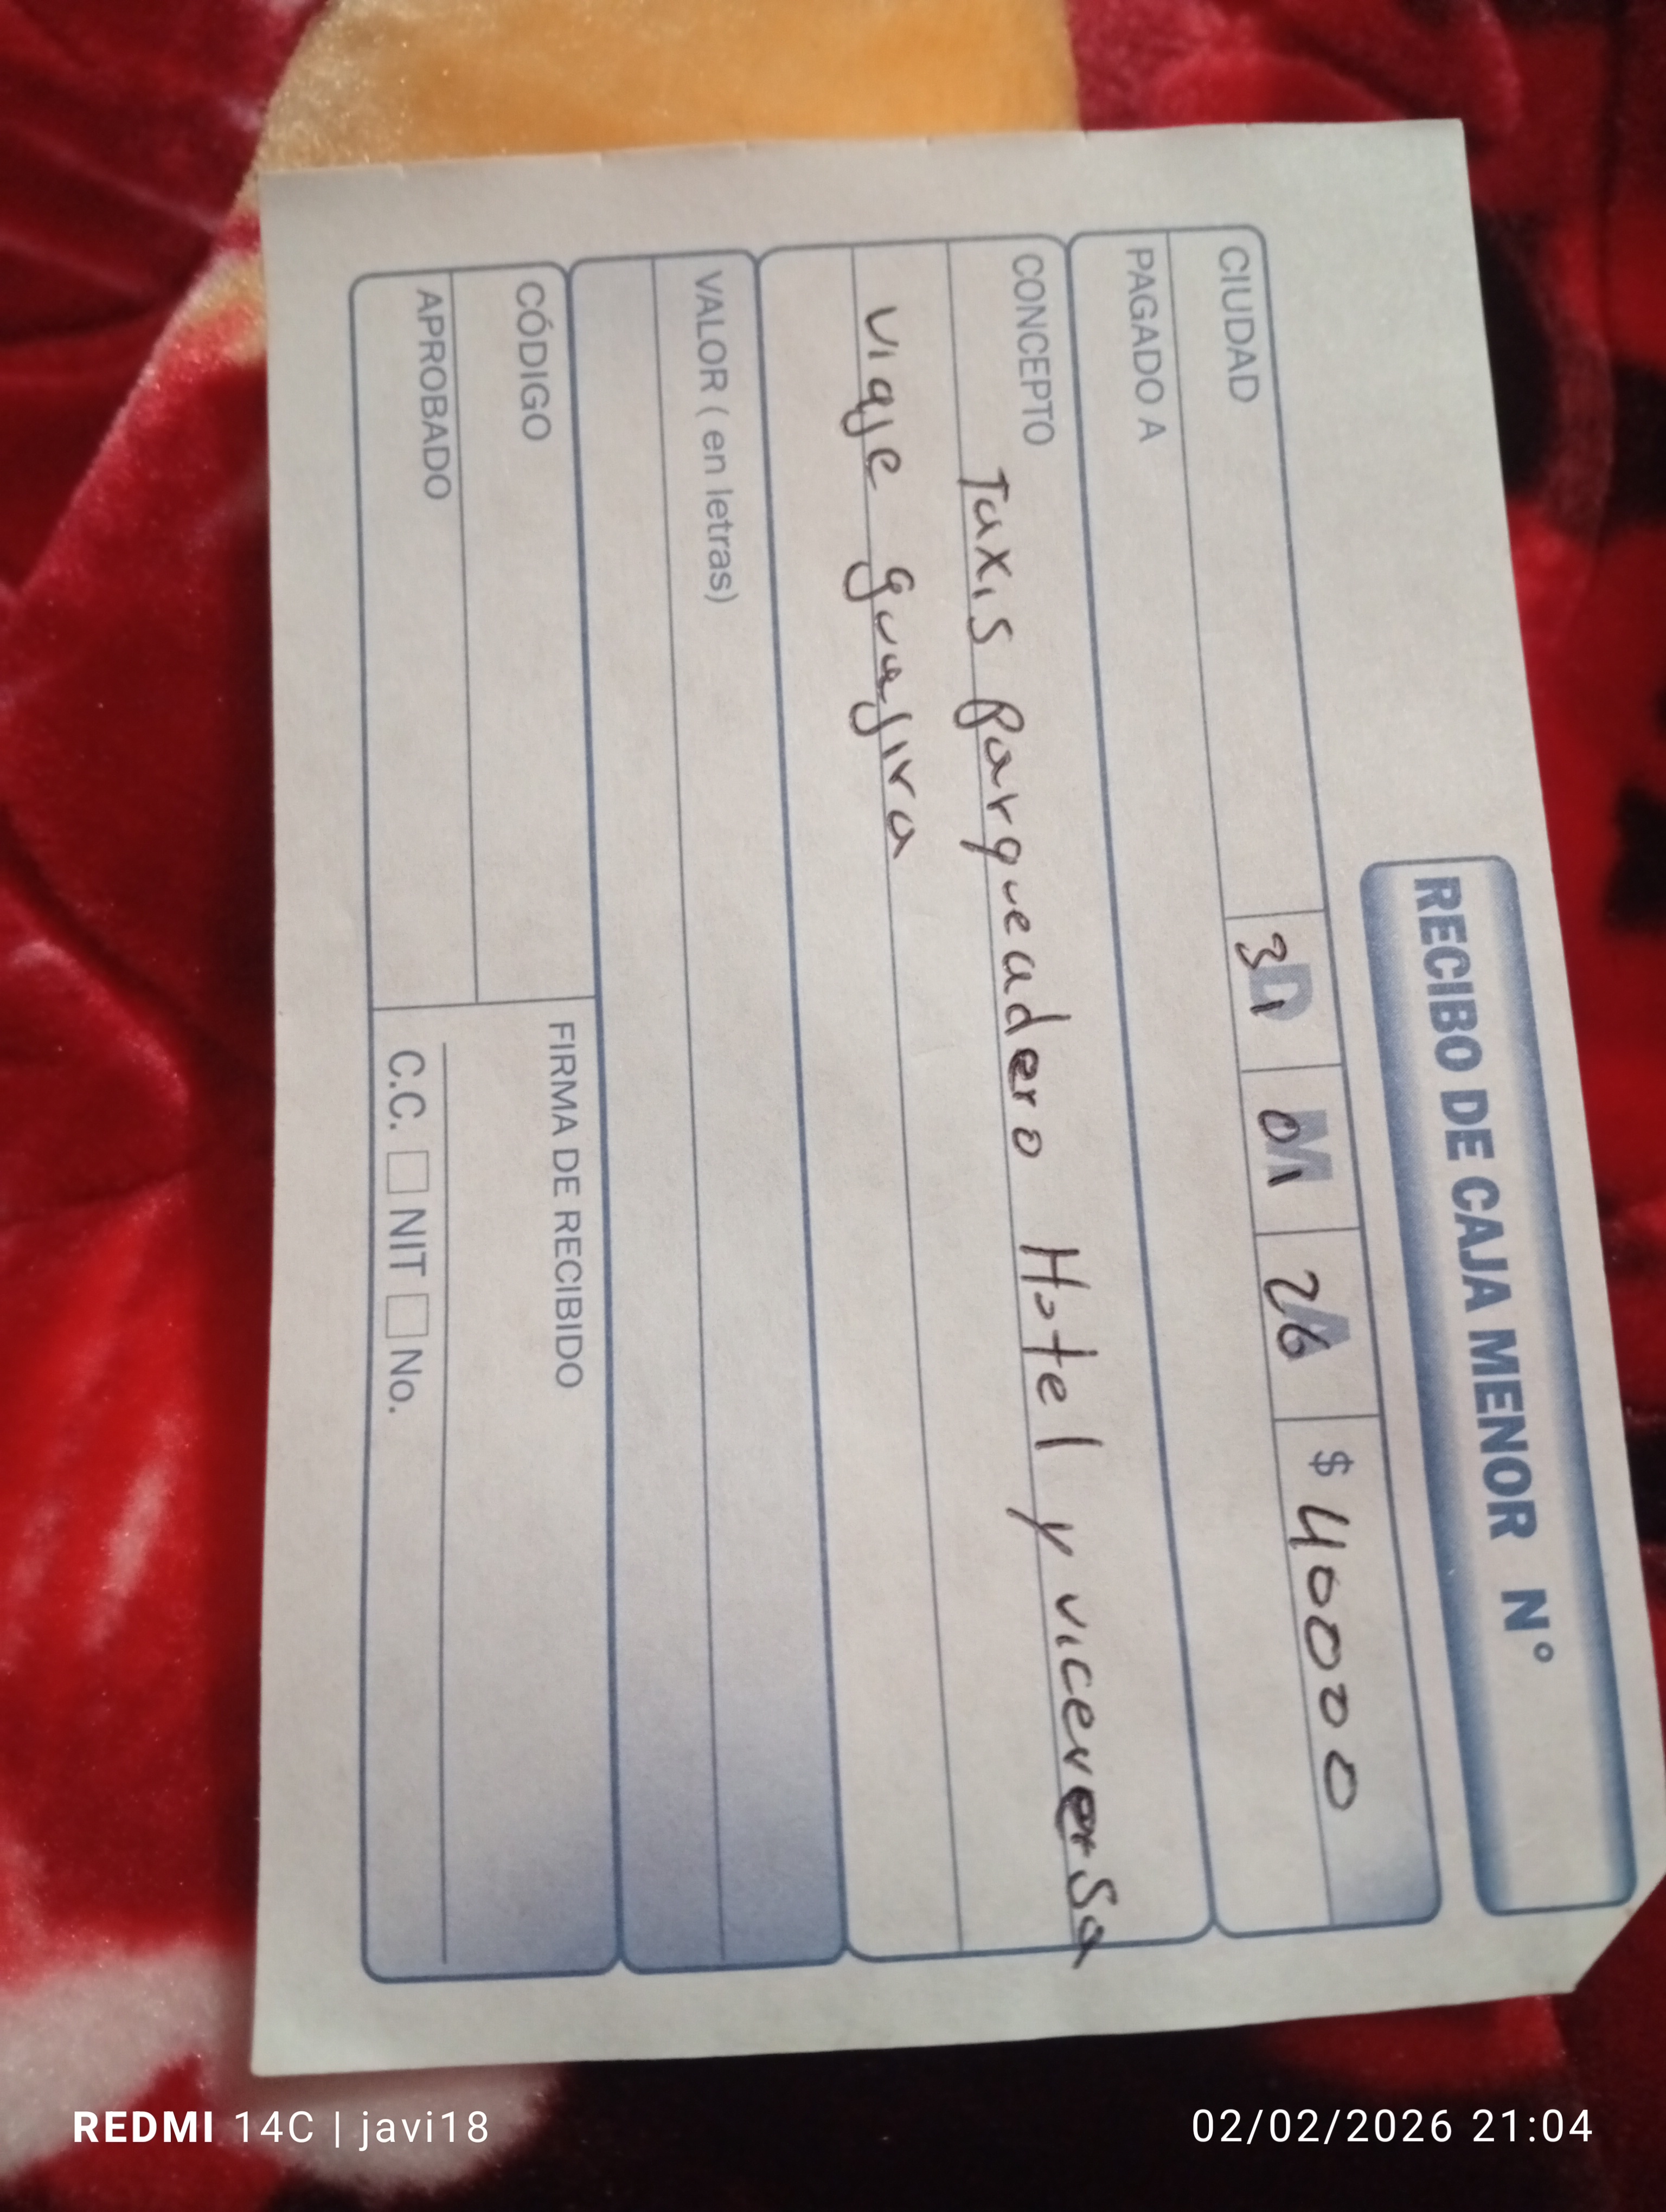 RECIBO DE CAJA MENOR N°
CIUDAD D 31 M 01 A 26 $ 40000
PAGADO A
CONCEPTO Taxis parqueadero Hotel y viceversa
viaje guajira
VALOR ( en letras)
CÓDIGO
FIRMA DE RECIBIDO
APROBADO
C.C. NIT No.
REDMI 14C | javi18
02/02/2026 21:04